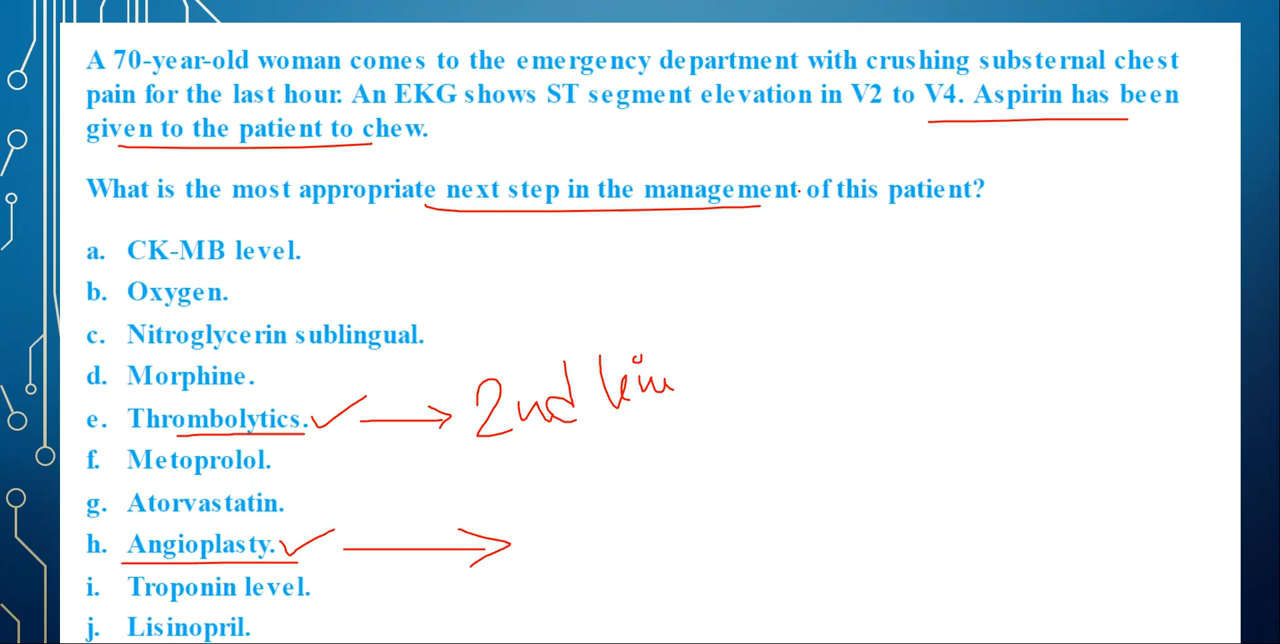 A 70-year-old woman comes to the emergency department with crushing substernal chest
pain for the last hour. An EKG shows ST segment elevation in V2 to V4. Aspirin has been
given to the patient to chew.
What is the most appropriate next step in the management of this patient?
a. CK-MB level.
b. Oxygen.
c. Nitroglycerin sublingual.
d. Morphine.
e. Thrombolytics.
2nd line
f. Metoprolol.
g. Atorvastatin.
h. Angioplasty.
i. Troponin level.
j. Lisinopril.